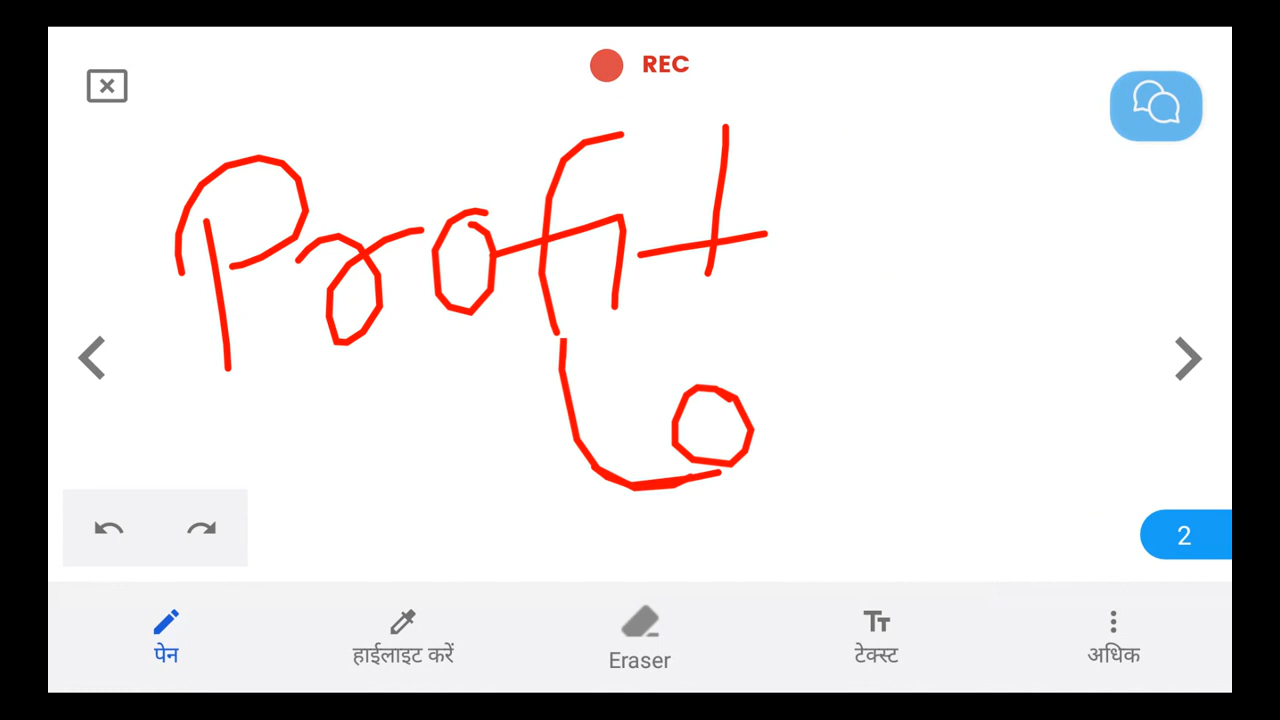 REC
Profit
2
पेन
हाईलाइट करें
Eraser
टेक्स्ट
अधिक